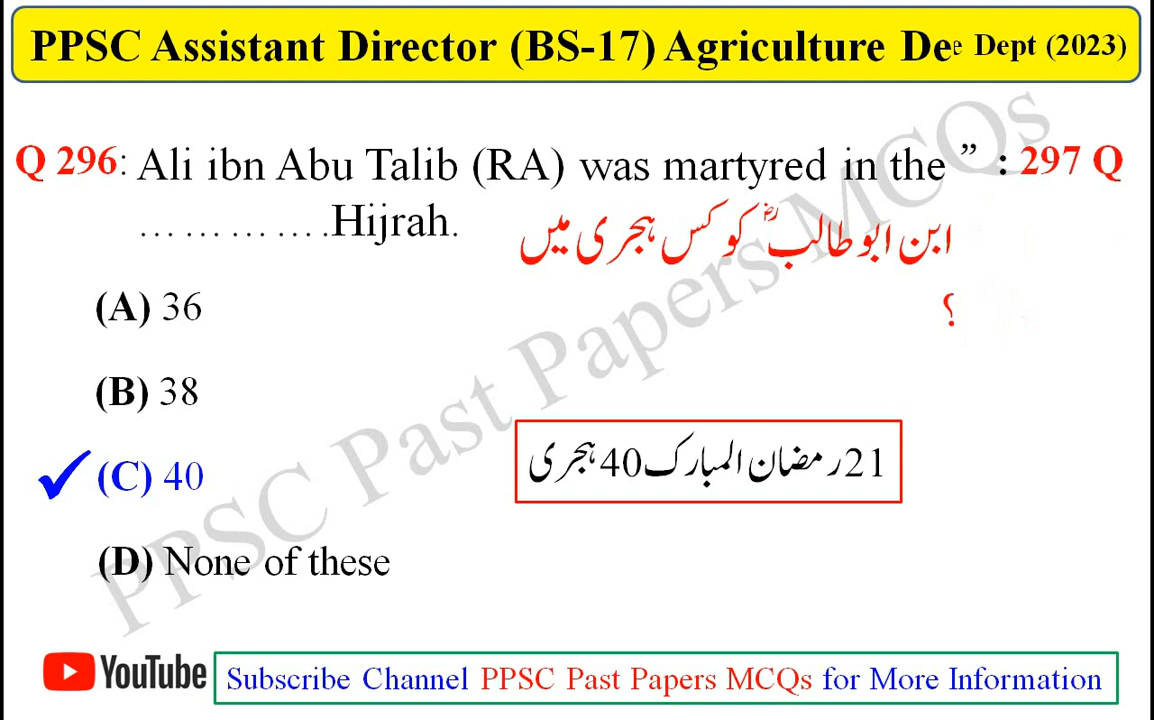 PPSC Assistant Director (BS-17) Agriculture De e Dept (2023)
Q 296: Ali ibn Abu Talib (RA) was martyred in the ” : 297 Q
………….Hijrah.
ابن ابو طالبؓ کو کس ہجری میں
؟
(A) 36
(B) 38
(C) 40
21 رمضان المبارک 40 ہجری
(D) None of these
PPSC Past Papers MCQs
YouTube
Subscribe Channel PPSC Past Papers MCQs for More Information